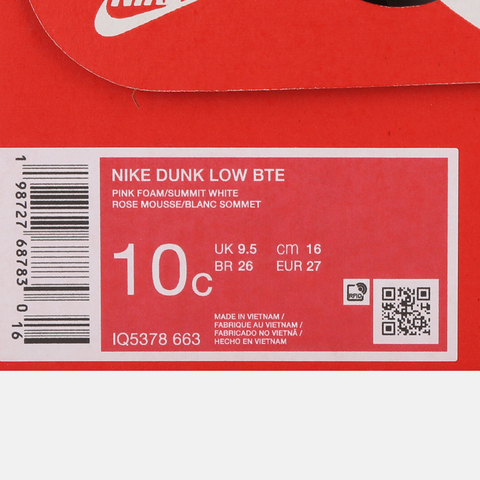 NIKE
NIKE DUNK LOW BTE
PINK FOAM/SUMMIT WHITE
ROSE MOUSSE/BLANC SOMMET
10C
UK 9.5 cm 16
BR 26 EUR 27
MADE IN VIETNAM /
FABRIQUE AU VIETNAM /
FABRICADO NO VIETNÃ /
HECHO EN VIETNAM
IQ5378 663
1 98727 68783 0 16